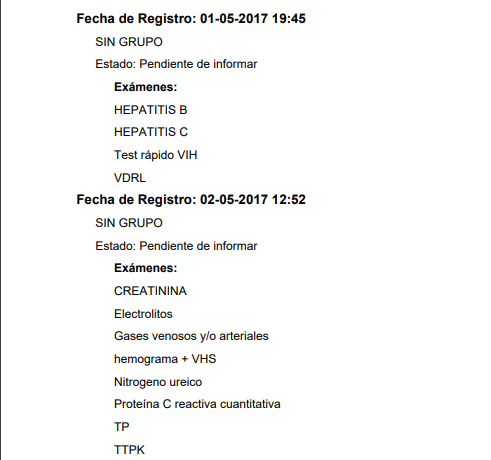 Fecha de Registro: 01-05-2017 19:45
SIN GRUPO
Estado: Pendiente de informar
Exámenes:
HEPATITIS B
HEPATITIS C
Test rápido VIH
VDRL
Fecha de Registro: 02-05-2017 12:52
SIN GRUPO
Estado: Pendiente de informar
Exámenes:
CREATININA
Electrolitos
Gases venosos y/o arteriales
hemograma + VHS
Nitrogeno ureico
Proteína C reactiva cuantitativa
TP
TTPK